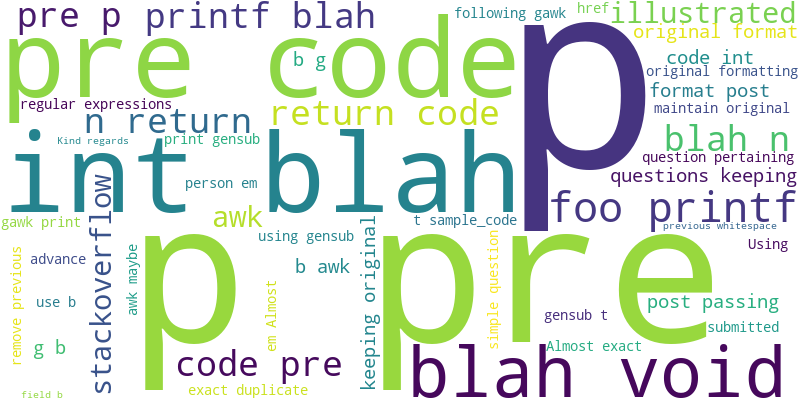 pre p
printf blah
following gawk
href
illustrated
original format
pre code
p
b g
code int
original formatting
format post
maintain original
regular expressions
n return
return code
Kind regards
print gensub
blah n
int blah
question pertaining
questions keeping
person em
stackoverflow
awk
foo printf
gawk print
t sample_code
previous whitespace
p pre
using gensub
keeping original
simple question
Using
advance
awk maybe
b awk
remove previous
em Almost
use b
post passing
gensub t
submitted
g b
code pre
Almost exact
blah void
exact duplicate
field b